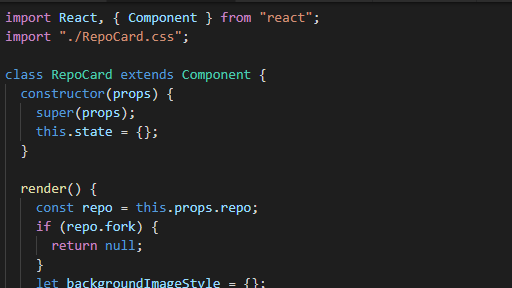 import React, { Component } from "react";
import "./RepoCard.css";
class RepoCard extends Component {
constructor(props) {
super(props);
this.state = {};
}
render() {
const repo = this.props.repo;
if (repo.fork) {
return null;
}
let backgroundImageStyle = {};